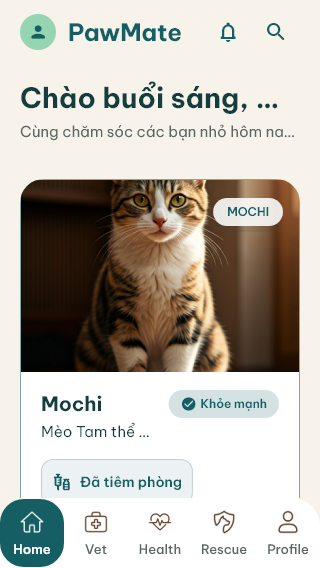 PawMate
Chào buổi sáng, ...
Cùng chăm sóc các bạn nhỏ hôm na...
MOCHI
Mochi
Khỏe mạnh
Mèo Tam thể ...
Đã tiêm phòng
Home
Vet
Health
Rescue
Profile